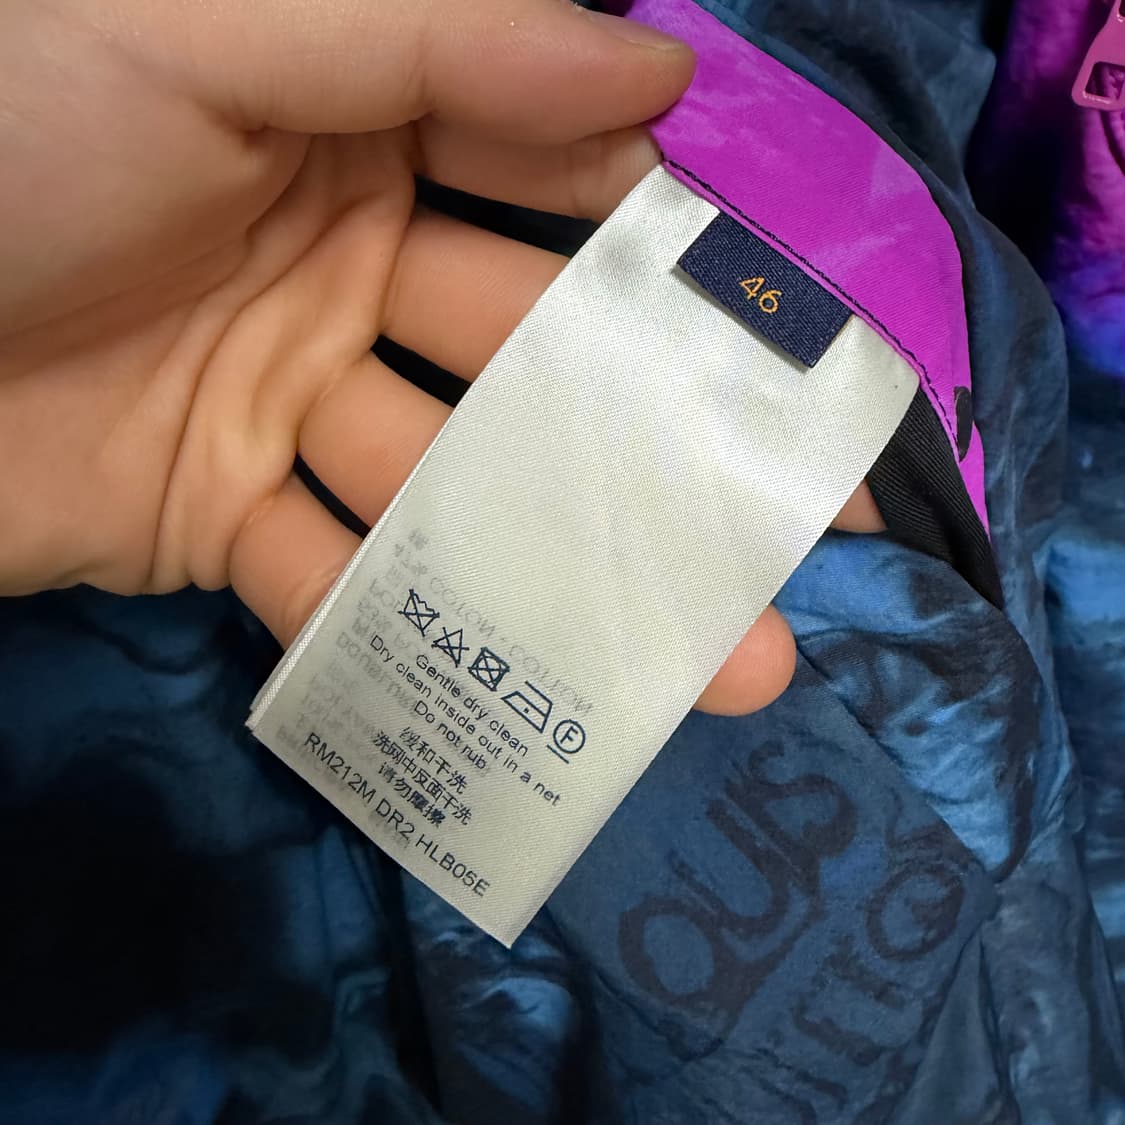 46
Gentle dry clean
Dry clean inside out in a net
Do not rub
缓和干洗
洗网中反面干洗
请勿摩擦
RM212M DR2 HLB05E
F